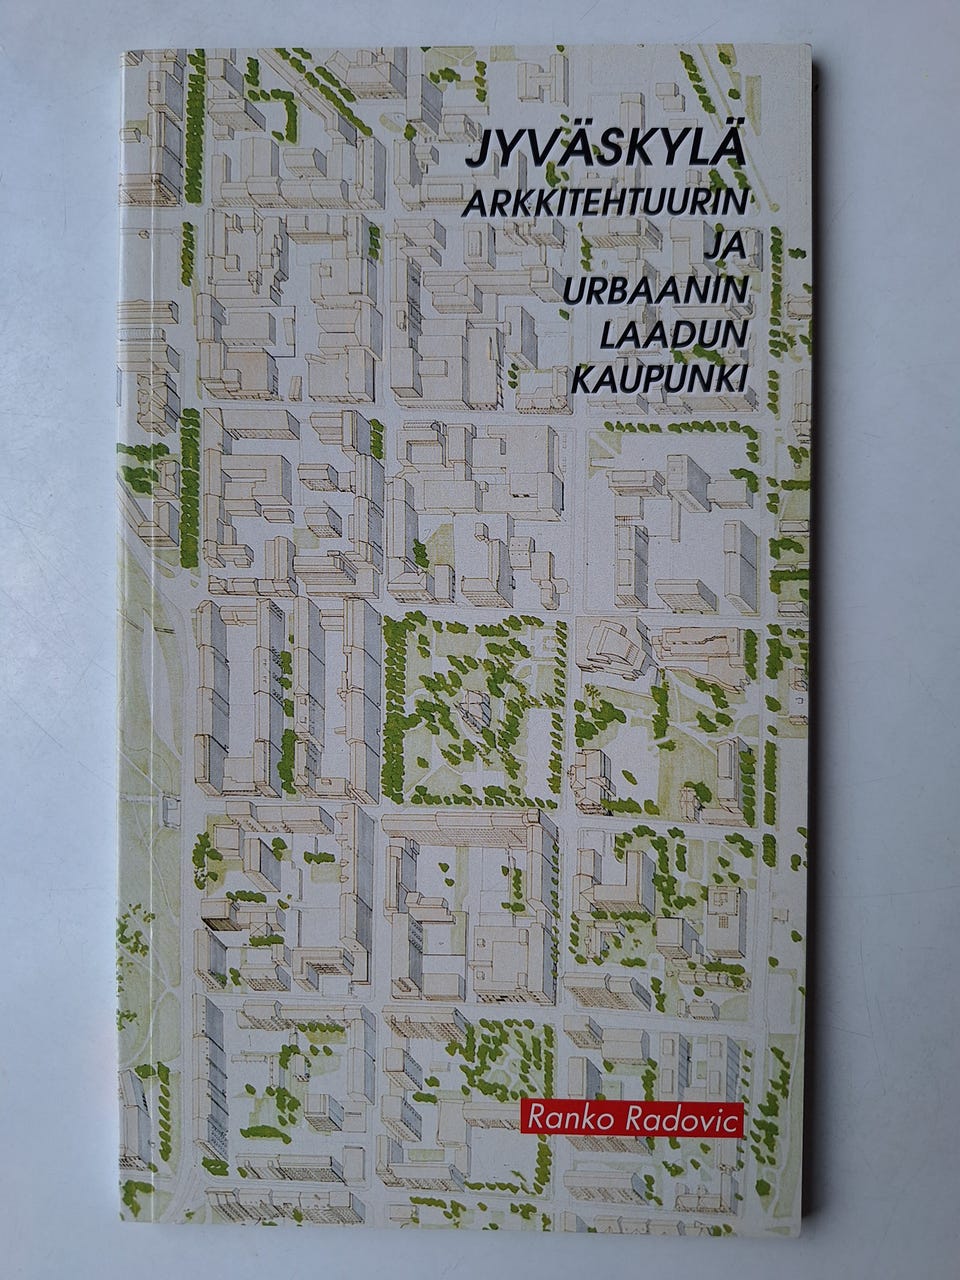 JYVÄSKYLÄ
ARKKITEHTUURIN
JA
URBAANIN
LAADUN
KAUPUNKI
Ranko Radovic